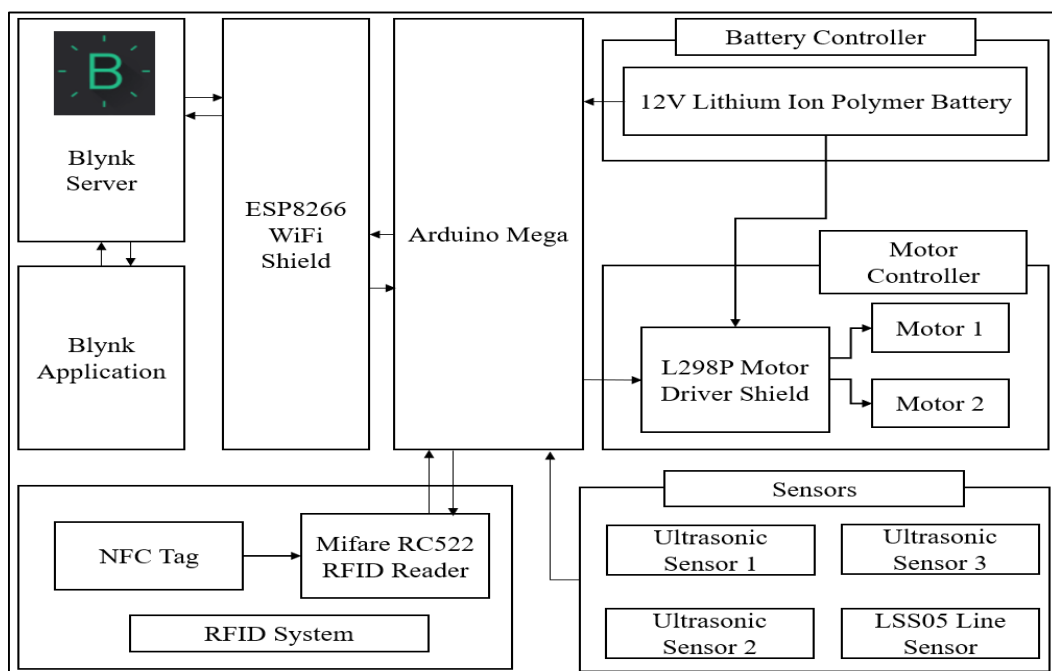 B
Blynk
Server
Blynk
Application
ESP8266
WiFi
Shield
Arduino Mega
Battery Controller
12V Lithium Ion Polymer Battery
Motor
Controller
L298P Motor
Driver Shield
Motor 1
Motor 2
NFC Tag
Mifare RC522
RFID Reader
RFID System
Sensors
Ultrasonic
Sensor 1
Ultrasonic
Sensor 3
Ultrasonic
Sensor 2
LSS05 Line
Sensor